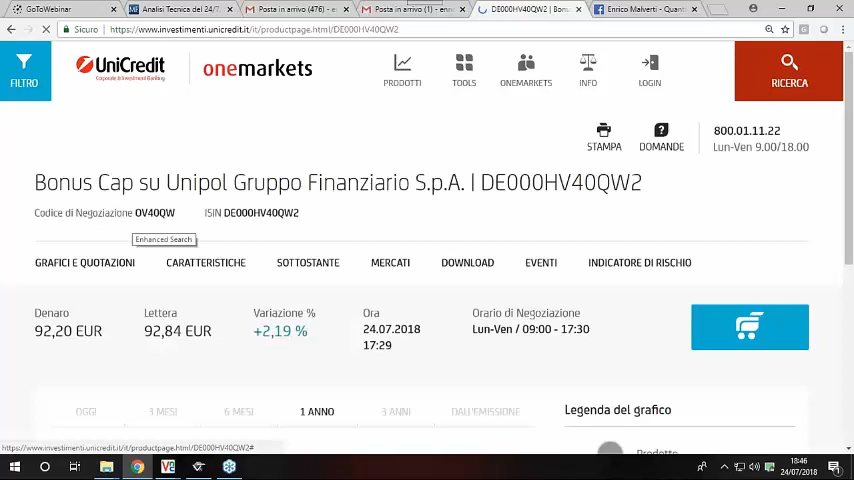 GoToWebinar
Analisi Tecnica del 24/7
Posta in arrivo (476) - e
Posta in arrivo (1) - enn
DE000HV40QW2 | Bonu
Enrico Malverti - Quanti
Sicuro
https://www.investimenti.unicredit.it/it/productpage.html/DE000HV40QW2
FILTRO
UniCredit
Corporate & Investment Banking
onemarkets
PRODOTTI
TOOLS
ONEMARKETS
INFO
LOGIN
RICERCA
STAMPA
DOMANDE
800.01.11.22
Lun-Ven 9.00/18.00
Bonus Cap su Unipol Gruppo Finanziario S.p.A. | DE000HV40QW2
Codice di Negoziazione OV40QW ISIN DE000HV40QW2
Enhanced Search
GRAFICI E QUOTAZIONI
CARATTERISTICHE
SOTTOSTANTE
MERCATI
DOWNLOAD
EVENTI
INDICATORE DI RISCHIO
Denaro
92,20 EUR
Lettera
92,84 EUR
Variazione %
+2,19 %
Ora
24.07.2018
17:29
Orario di Negoziazione
Lun-Ven / 09:00 - 17:30
OGGI
3 MESI
6 MESI
1 ANNO
3 ANNI
DALL'EMISSIONE
Legenda del grafico
Prodotto
https://www.investimenti.unicredit.it/it/productpage.html/DE000HV40QW2#
18:46
24/07/2018